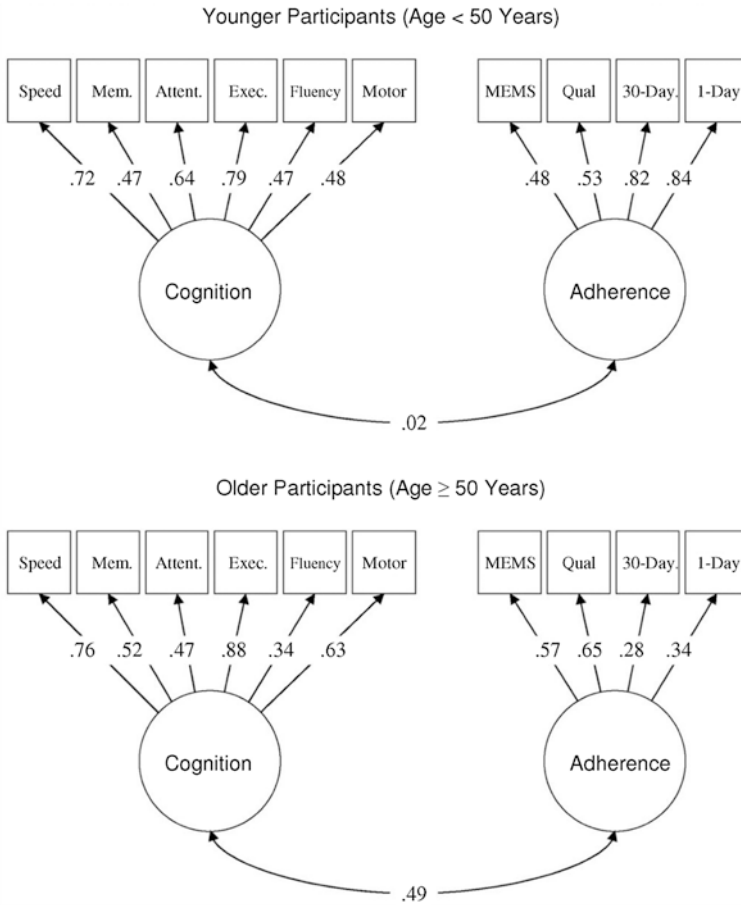 Younger Participants (Age < 50 Years)
Speed Mem. Attent. Exec. Fluency Motor MEMS Qual 30-Day. 1-Day
.72 .47 .64 .79 .47 .48 .48 .53 .82 .84
Cognition Adherence
.02
Older Participants (Age ≥ 50 Years)
Speed Mem. Attent. Exec. Fluency Motor MEMS Qual 30-Day. 1-Day
.76 .52 .47 .88 .34 .63 .57 .65 .28 .34
Cognition Adherence
.49